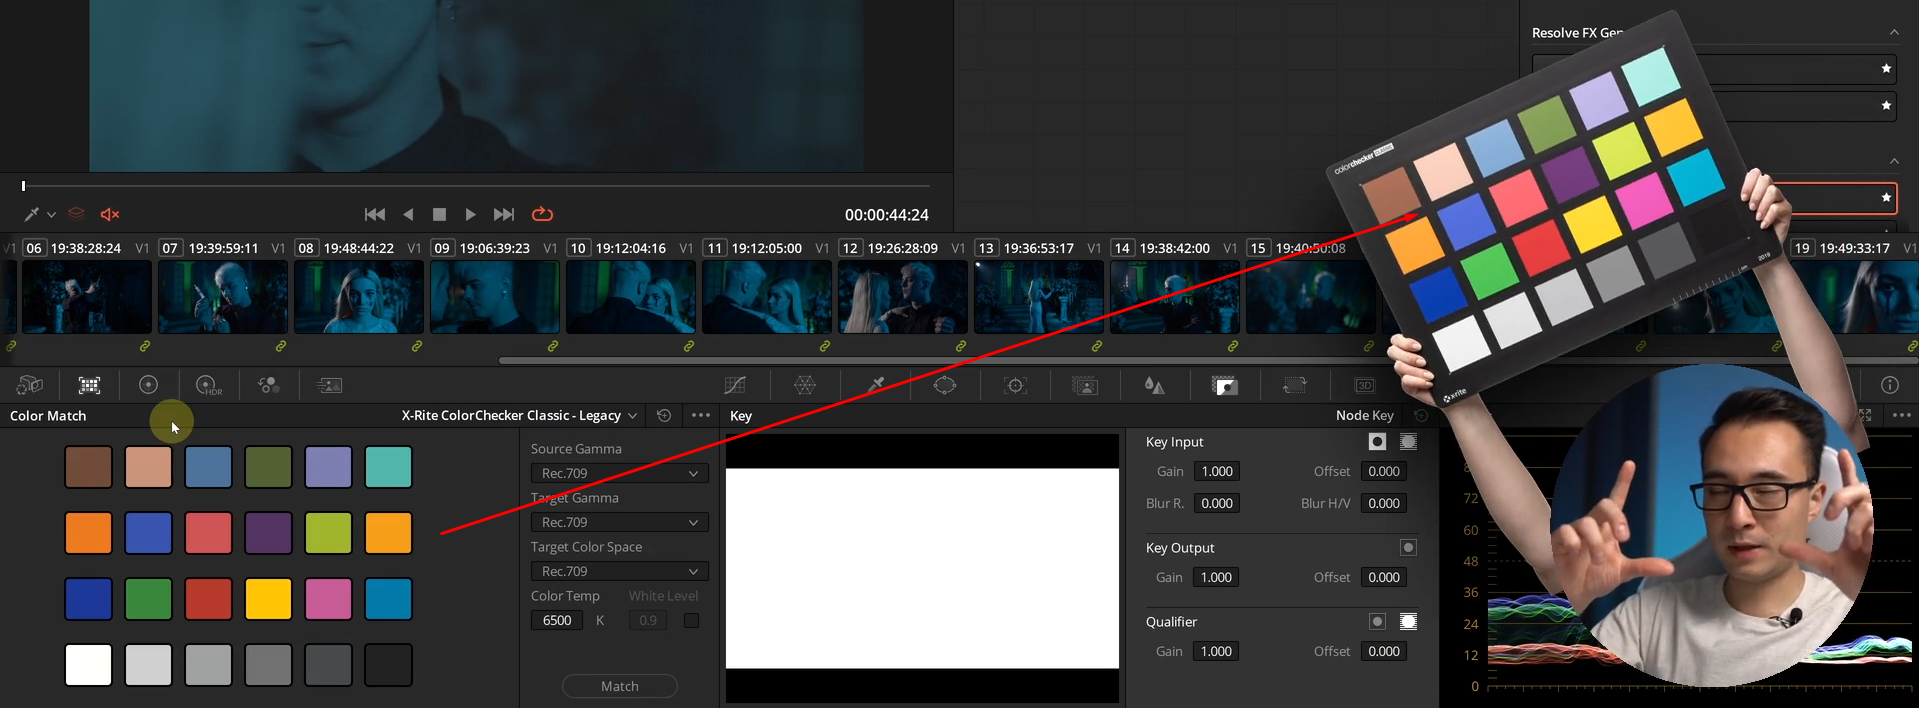 Resolve FX Gen
colorchecker CLASSIC
00:00:44:24
V1 06 19:38:28:24 V1 07 19:39:59:11 V1 08 19:48:44:22 V1 09 19:06:39:23 V1 10 19:12:04:16 V1 11 19:12:05:00 V1 12 19:26:28:09 V1 13 19:36:53:17 V1 14 19:38:42:00 V1 15 19:40:50:08 19 19:49:33:17 V1
2019
HDR
3D
x-rite
Color Match
X-Rite ColorChecker Classic - Legacy
Key
Node Key
Source Gamma
Rec.709
Target Gamma
Rec.709
Target Color Space
Rec.709
Color Temp White Level
6500 K 0.9
Match
Key Input
Gain 1.000 Offset 0.000
Blur R. 0.000 Blur H/V 0.000
Key Output
Gain 1.000 Offset 0.000
Qualifier
Gain 1.000 Offset 0.000
72
60
48
36
24
12
0